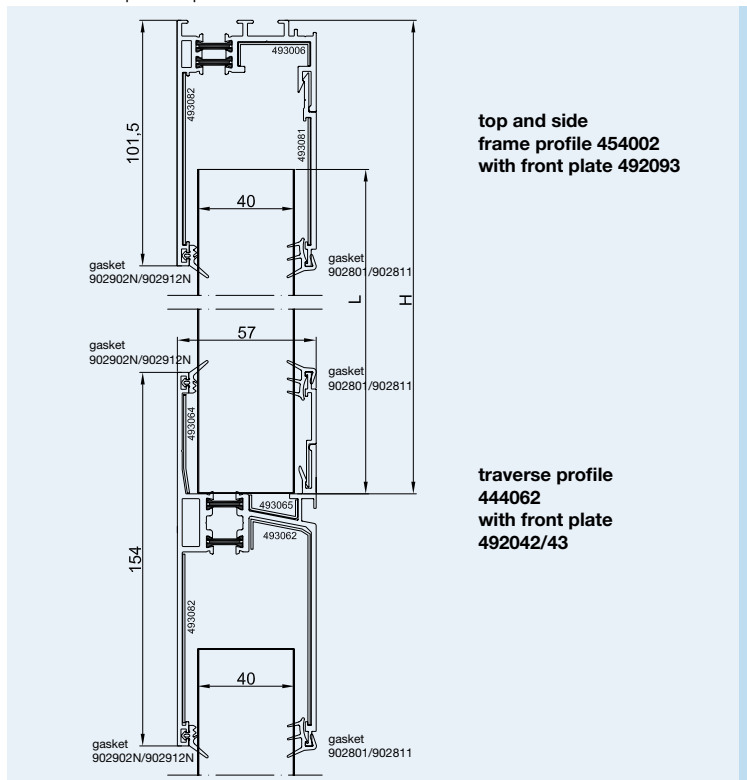 493006
493082
493081
101,5
top and side
frame profile 454002
with front plate 492093
40
gasket
902902N/902912N
gasket
902801/902811
L
H
57
gasket
902902N/902912N
gasket
902801/902811
493064
traverse profile
444062
with front plate
492042/43
493065
493062
154
493082
40
gasket
902902N/902912N
gasket
902801/902811